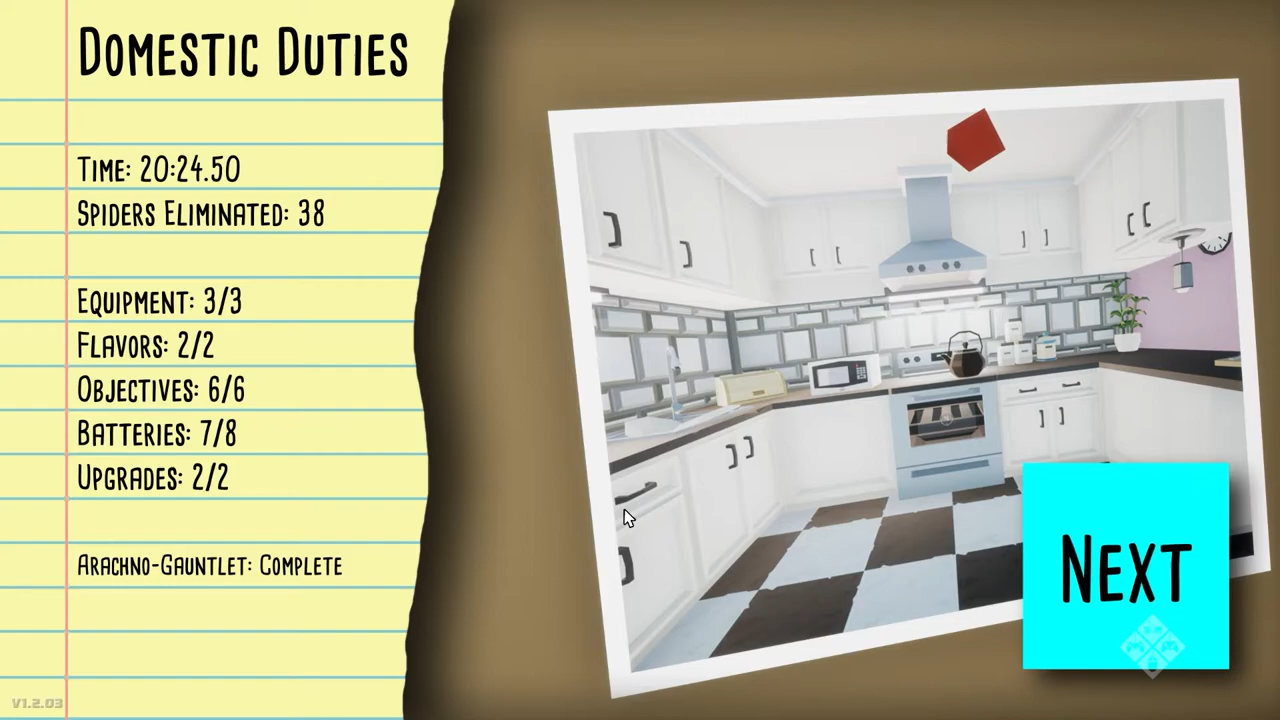 Domestic Duties
Time: 20:24.50
Spiders Eliminated: 38
Equipment: 3/3
Flavors: 2/2
Objectives: 6/6
Batteries: 7/8
Upgrades: 2/2
Arachno-Gauntlet: Complete
Next
V1.2.03